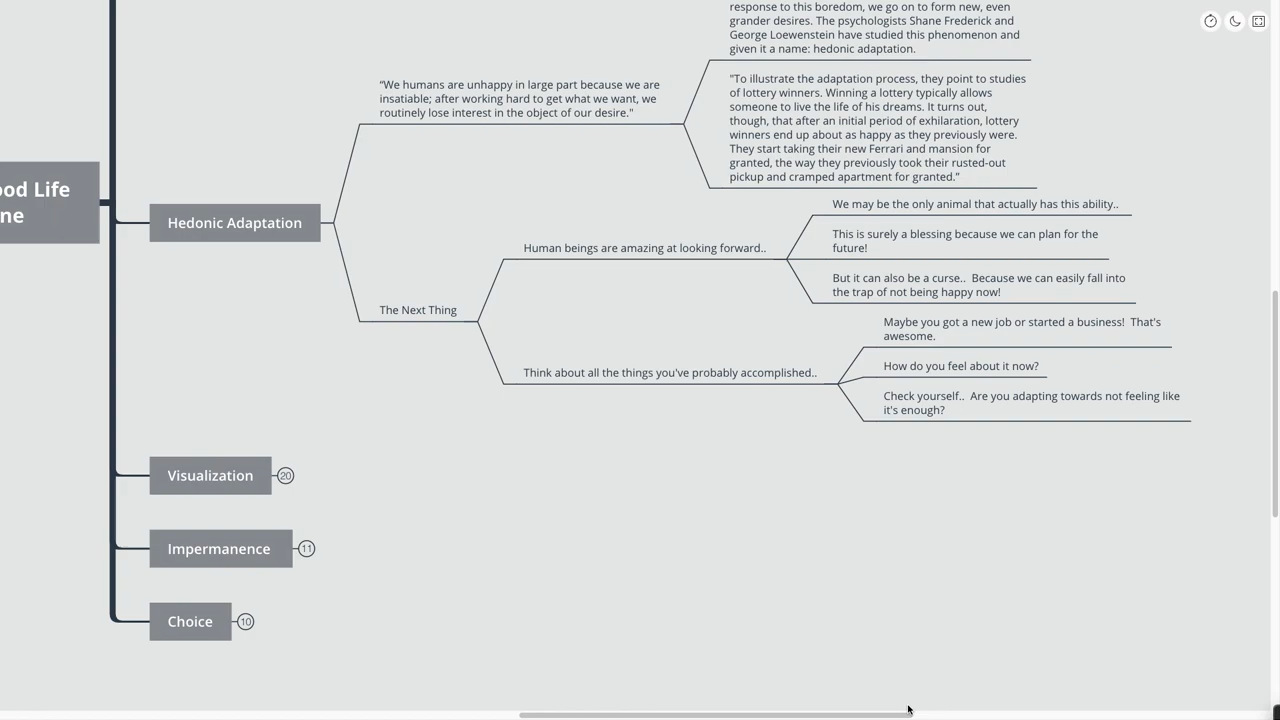 response to this boredom, we go on to form new, even
grander desires. The psychologists Shane Frederick and
George Loewenstein have studied this phenomenon and
given it a name: hedonic adaptation.
"We humans are unhappy in large part because we are
insatiable; after working hard to get what we want, we
routinely lose interest in the object of our desire."
"To illustrate the adaptation process, they point to studies
of lottery winners. Winning a lottery typically allows
someone to live the life of his dreams. It turns out,
though, that after an initial period of exhilaration, lottery
winners end up about as happy as they previously were.
They start taking their new Ferrari and mansion for
granted, the way they previously took their rusted-out
pickup and cramped apartment for granted."
ood Life
ne
Hedonic Adaptation
We may be the only animal that actually has this ability..
Human beings are amazing at looking forward..
This is surely a blessing because we can plan for the
future!
But it can also be a curse..  Because we can easily fall into
the trap of not being happy now!
The Next Thing
Maybe you got a new job or started a business!  That's
awesome.
Think about all the things you've probably accomplished..
How do you feel about it now?
Check yourself..  Are you adapting towards not feeling like
it's enough?
Visualization
20
Impermanence
11
Choice
10